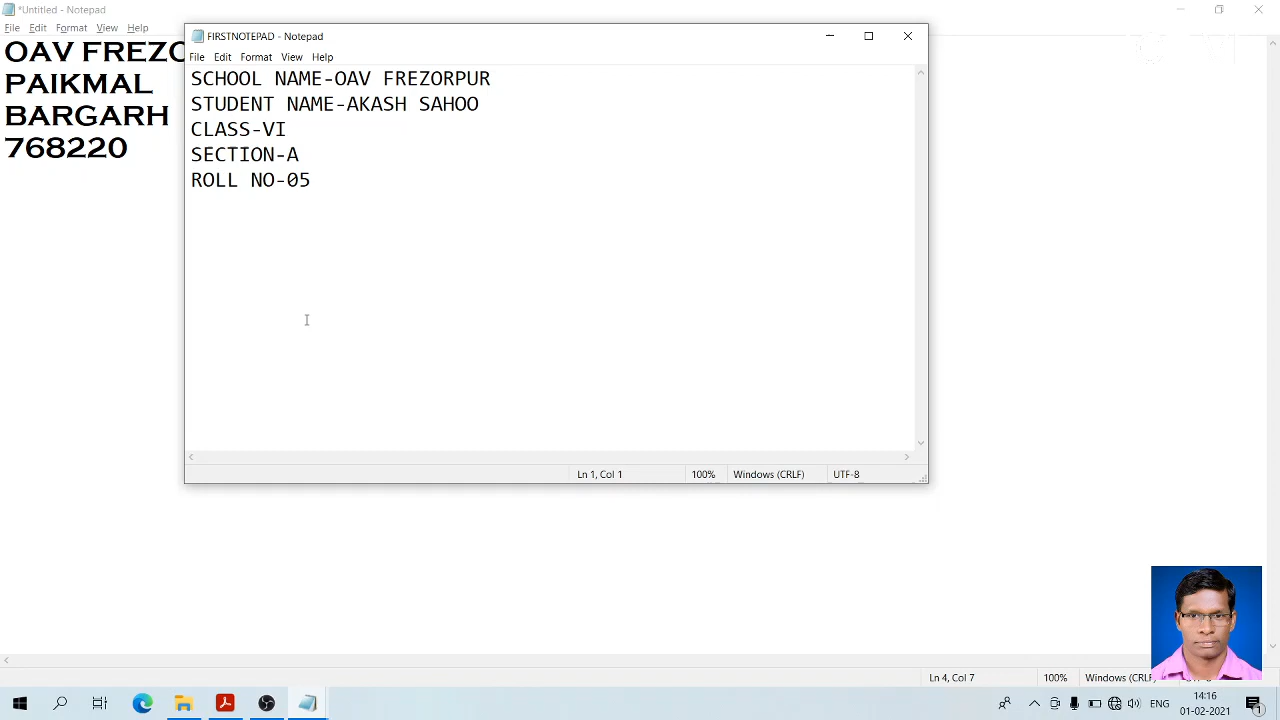 *Untitled - Notepad
File Edit Format View Help
OAV FREZO
PAIKMAL
BARGARH
768220
FIRSTNOTEPAD - Notepad
File Edit Format View Help
SCHOOL NAME-OAV FREZORPUR
STUDENT NAME-AKASH SAHOO
CLASS-VI
SECTION-A
ROLL NO-05
Ln 1, Col 1 100% Windows (CRLF) UTF-8
Ln 4, Col 7 100% Windows (CRLF)
ENG
14:16
01-02-2021
1